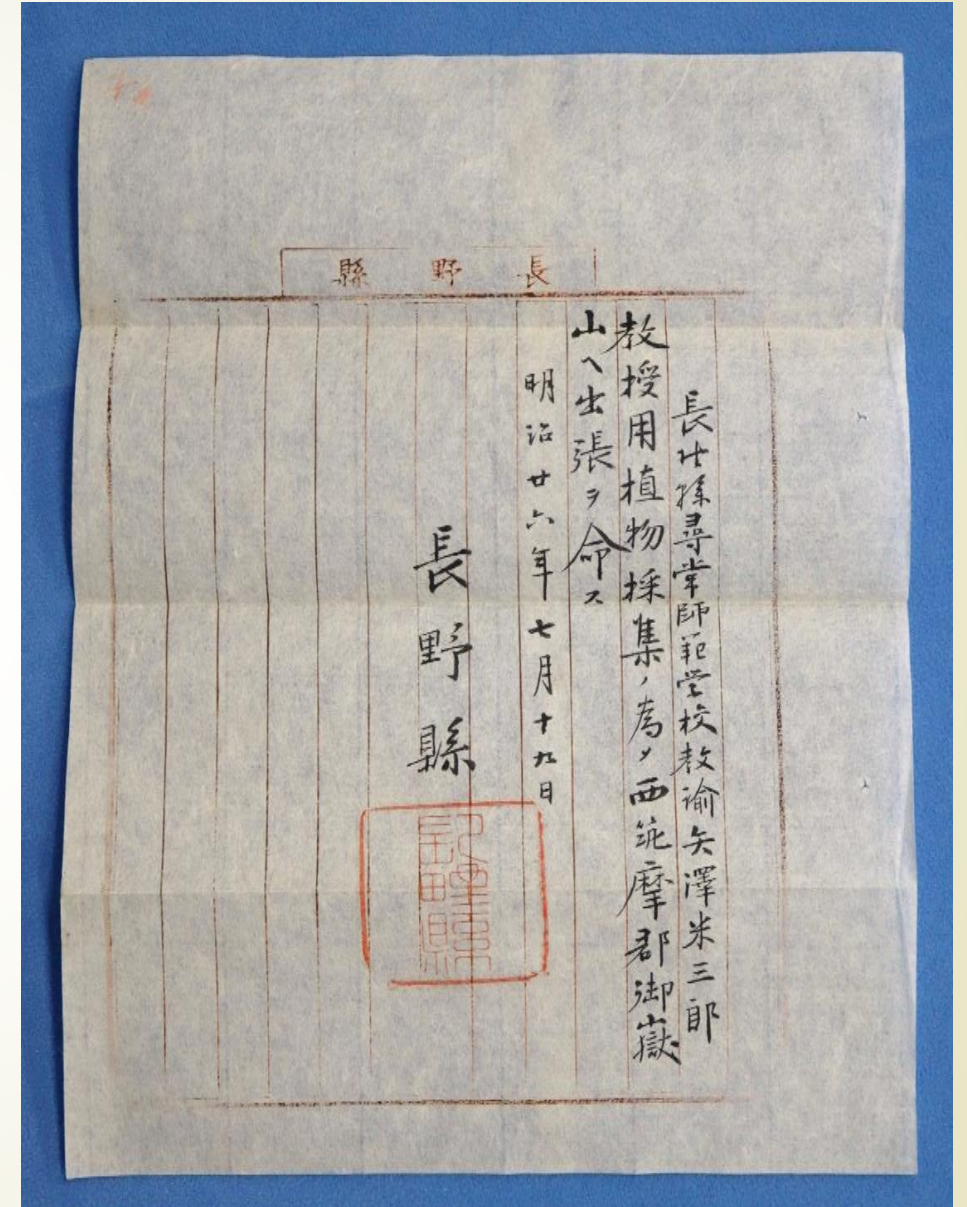 長野縣
長野縣尋常師範学校教諭矢澤米三郎
教授用植物採集ノ為メ西筑摩郡御嶽
山ヘ出張ヲ命ス
明治廿六年七月十九日
長野縣